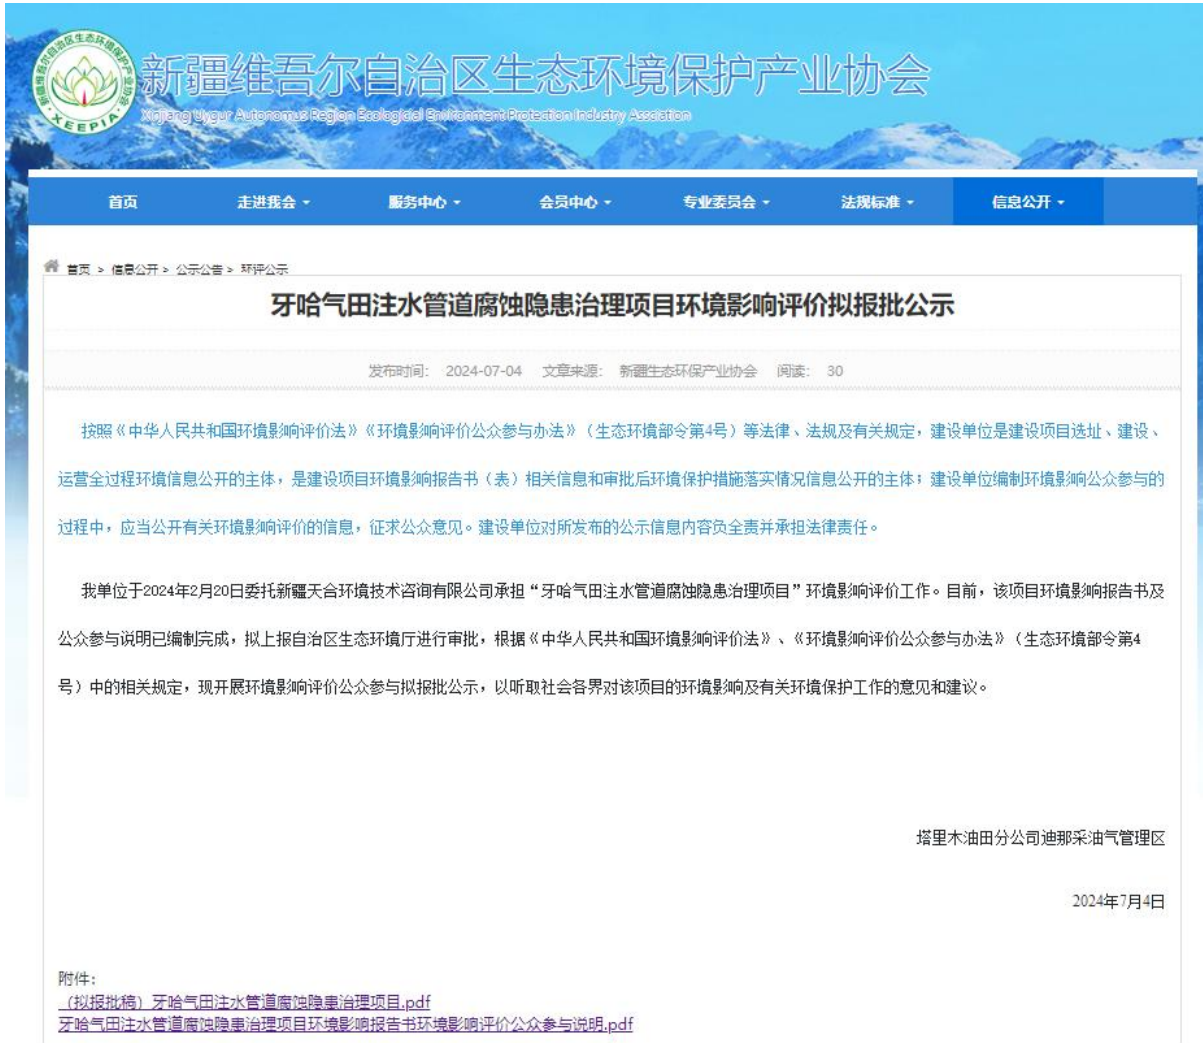 新疆维吾尔自治区生态环境保护产业协会
Xinjiang Uygur Autonomus Region Ecological Environment Protection Industry Assciation
XEEPIA
首页 走进我会 服务中心 会员中心 专业委员会 法规标准 信息公开
首页 > 信息公开 > 公示公告 > 环评公示
牙哈气田注水管道腐蚀隐患治理项目环境影响评价拟报批公示
发布时间: 2024-07-04 文章来源: 新疆生态环保产业协会 阅读: 30
按照《中华人民共和国环境影响评价法》《环境影响评价公众参与办法》（生态环境部令第4号）等法律、法规及有关规定，建设单位是建设项目选址、建设、
运营全过程环境信息公开的主体，是建设项目环境影响报告书（表）相关信息和审批后环境保护措施落实情况信息公开的主体；建设单位编制环境影响公众参与的
过程中，应当公开有关环境影响评价的信息，征求公众意见。建设单位对所发布的公示信息内容负全责并承担法律责任。
我单位于2024年2月20日委托新疆天合环境技术咨询有限公司承担“牙哈气田注水管道腐蚀隐患治理项目”环境影响评价工作。目前，该项目环境影响报告书及
公众参与说明已编制完成，拟上报自治区生态环境厅进行审批，根据《中华人民共和国环境影响评价法》、《环境影响评价公众参与办法》（生态环境部令第4
号）中的相关规定，现开展环境影响评价公众参与拟报批公示，以听取社会各界对该项目的环境影响及有关环境保护工作的意见和建议。
塔里木油田分公司迪那采油气管理区
2024年7月4日
附件:
（拟报批稿）牙哈气田注水管道腐蚀隐患治理项目.pdf
牙哈气田注水管道腐蚀隐患治理项目环境影响报告书环境影响评价公众参与说明.pdf